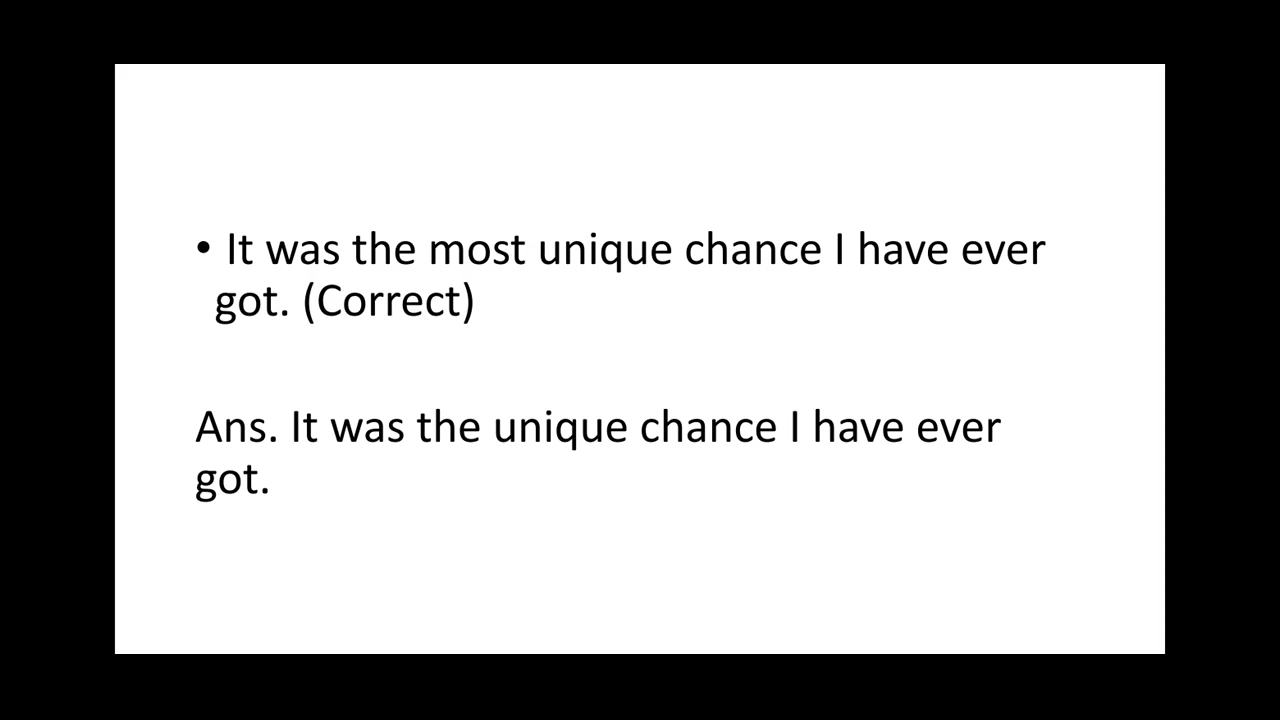 • It was the most unique chance I have ever
got. (Correct)
Ans. It was the unique chance I have ever
got.